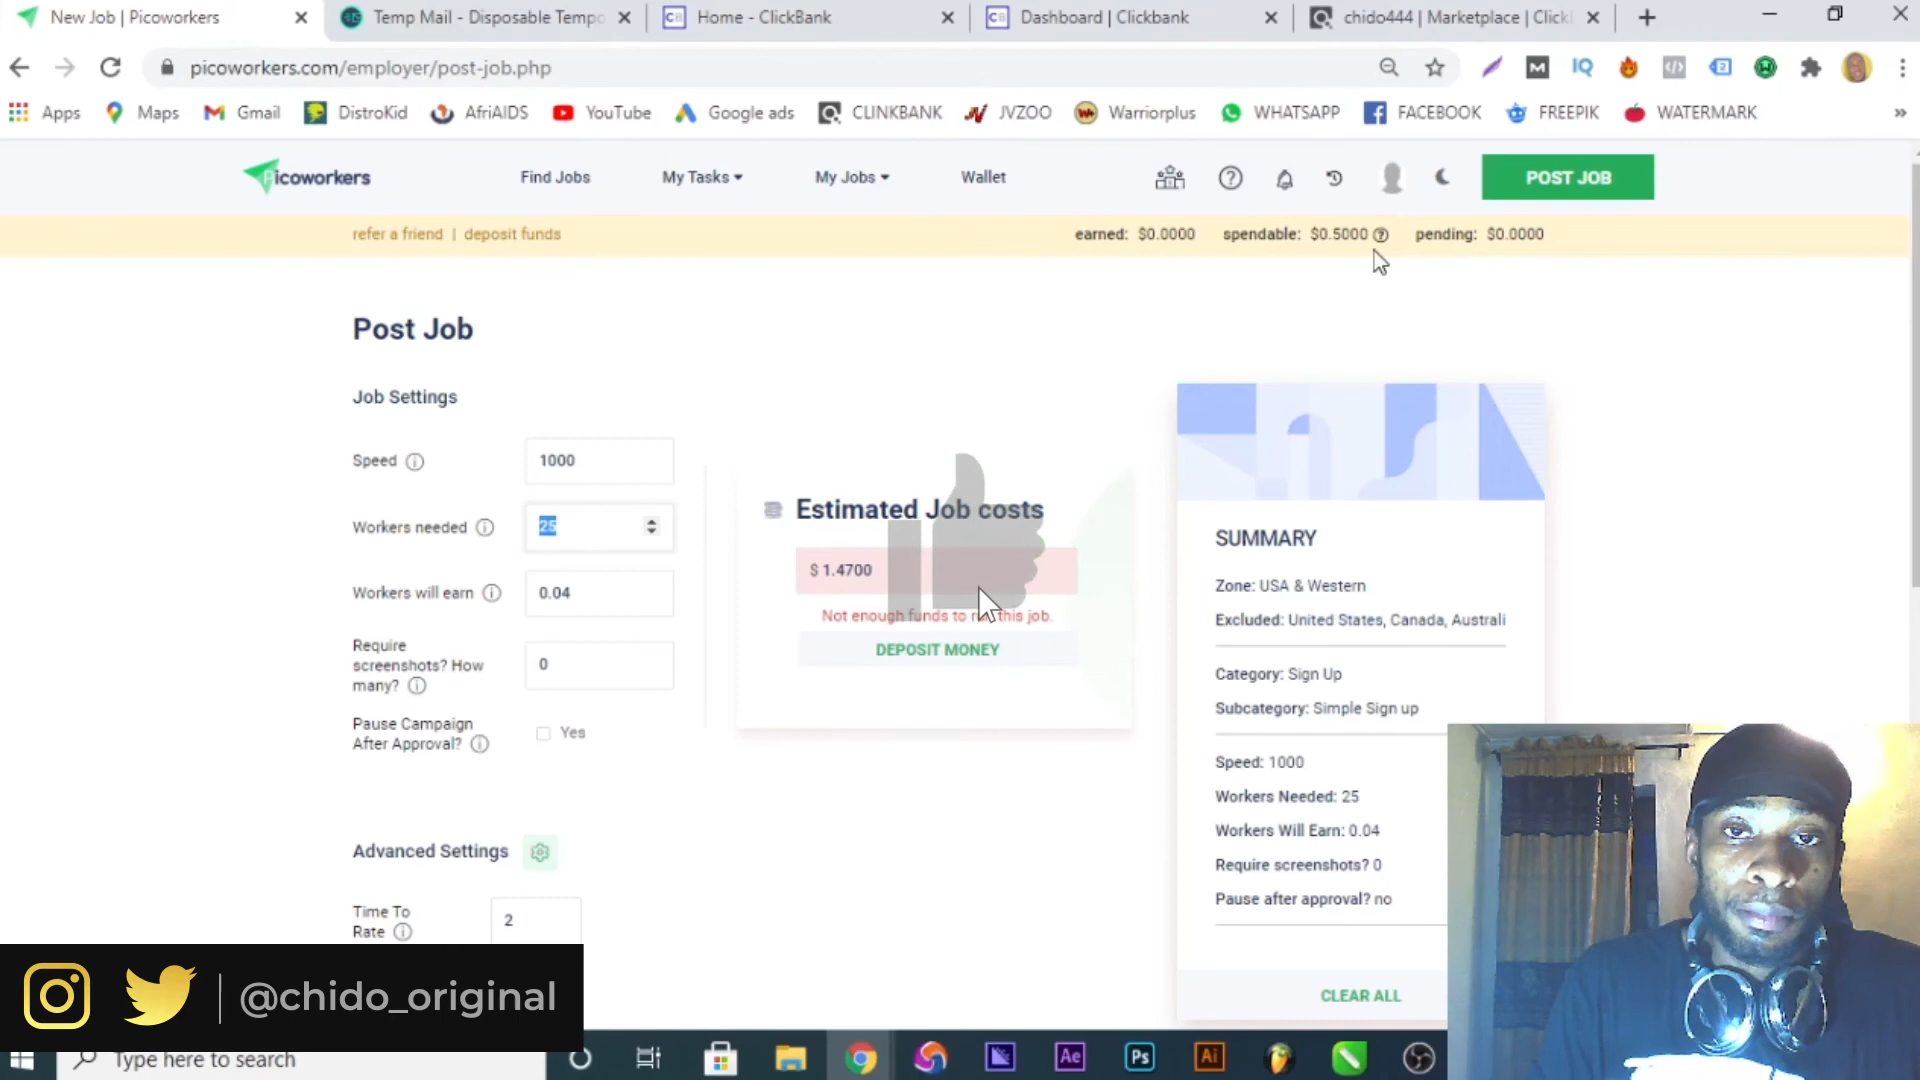 New Job | Picoworkers
Temp Mail - Disposable Tempo
Home - ClickBank
Dashboard | Clickbank
chido444 | Marketplace | Click
picoworkers.com/employer/post-job.php
Apps
Maps
Gmail
DistroKid
AfriAIDS
YouTube
Google ads
CLINKBANK
JVZOO
Warriorplus
WHATSAPP
FACEBOOK
FREEPIK
WATERMARK
Picoworkers
Find Jobs
My Tasks
My Jobs
Wallet
POST JOB
refer a friend | deposit funds
earned: $0.0000
spendable: $0.5000
pending: $0.0000
Post Job
Job Settings
Speed
1000
Workers needed
25
Workers will earn
0.04
Require
screenshots? How
many?
0
Pause Campaign
After Approval?
Yes
Estimated Job costs
$ 1.4700
Not enough funds to run this job.
DEPOSIT MONEY
SUMMARY
Zone: USA & Western
Excluded: United States, Canada, Australi
Category: Sign Up
Subcategory: Simple Sign up
Speed: 1000
Workers Needed: 25
Workers Will Earn: 0.04
Require screenshots? 0
Pause after approval? no
CLEAR ALL
Advanced Settings
Time To
Rate
2
@chido_original
Type here to search